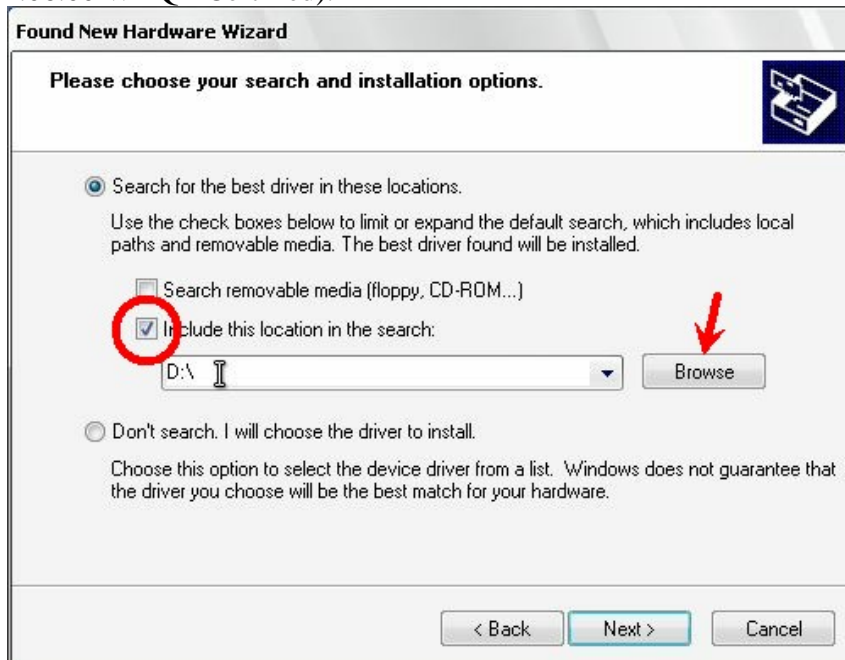 Found New Hardware Wizard
Please choose your search and installation options.
Search for the best driver in these locations.
Use the check boxes below to limit or expand the default search, which includes local
paths and removable media. The best driver found will be installed.
Search removable media (floppy, CD-ROM...)
Include this location in the search:
D:\
Browse
Don't search. I will choose the driver to install.
Choose this option to select the device driver from a list. Windows does not guarantee that
the driver you choose will be the best match for your hardware.
< Back Next > Cancel